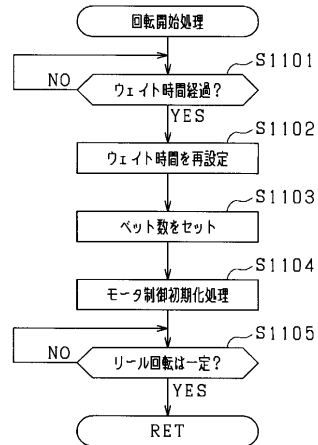 回転開始処理
S1101
ウェイト時間経過?
NO
YES
S1102
ウェイト時間を再設定
S1103
ベット数をセット
S1104
モータ制御初期化処理
S1105
リール回転は一定?
NO
YES
RET